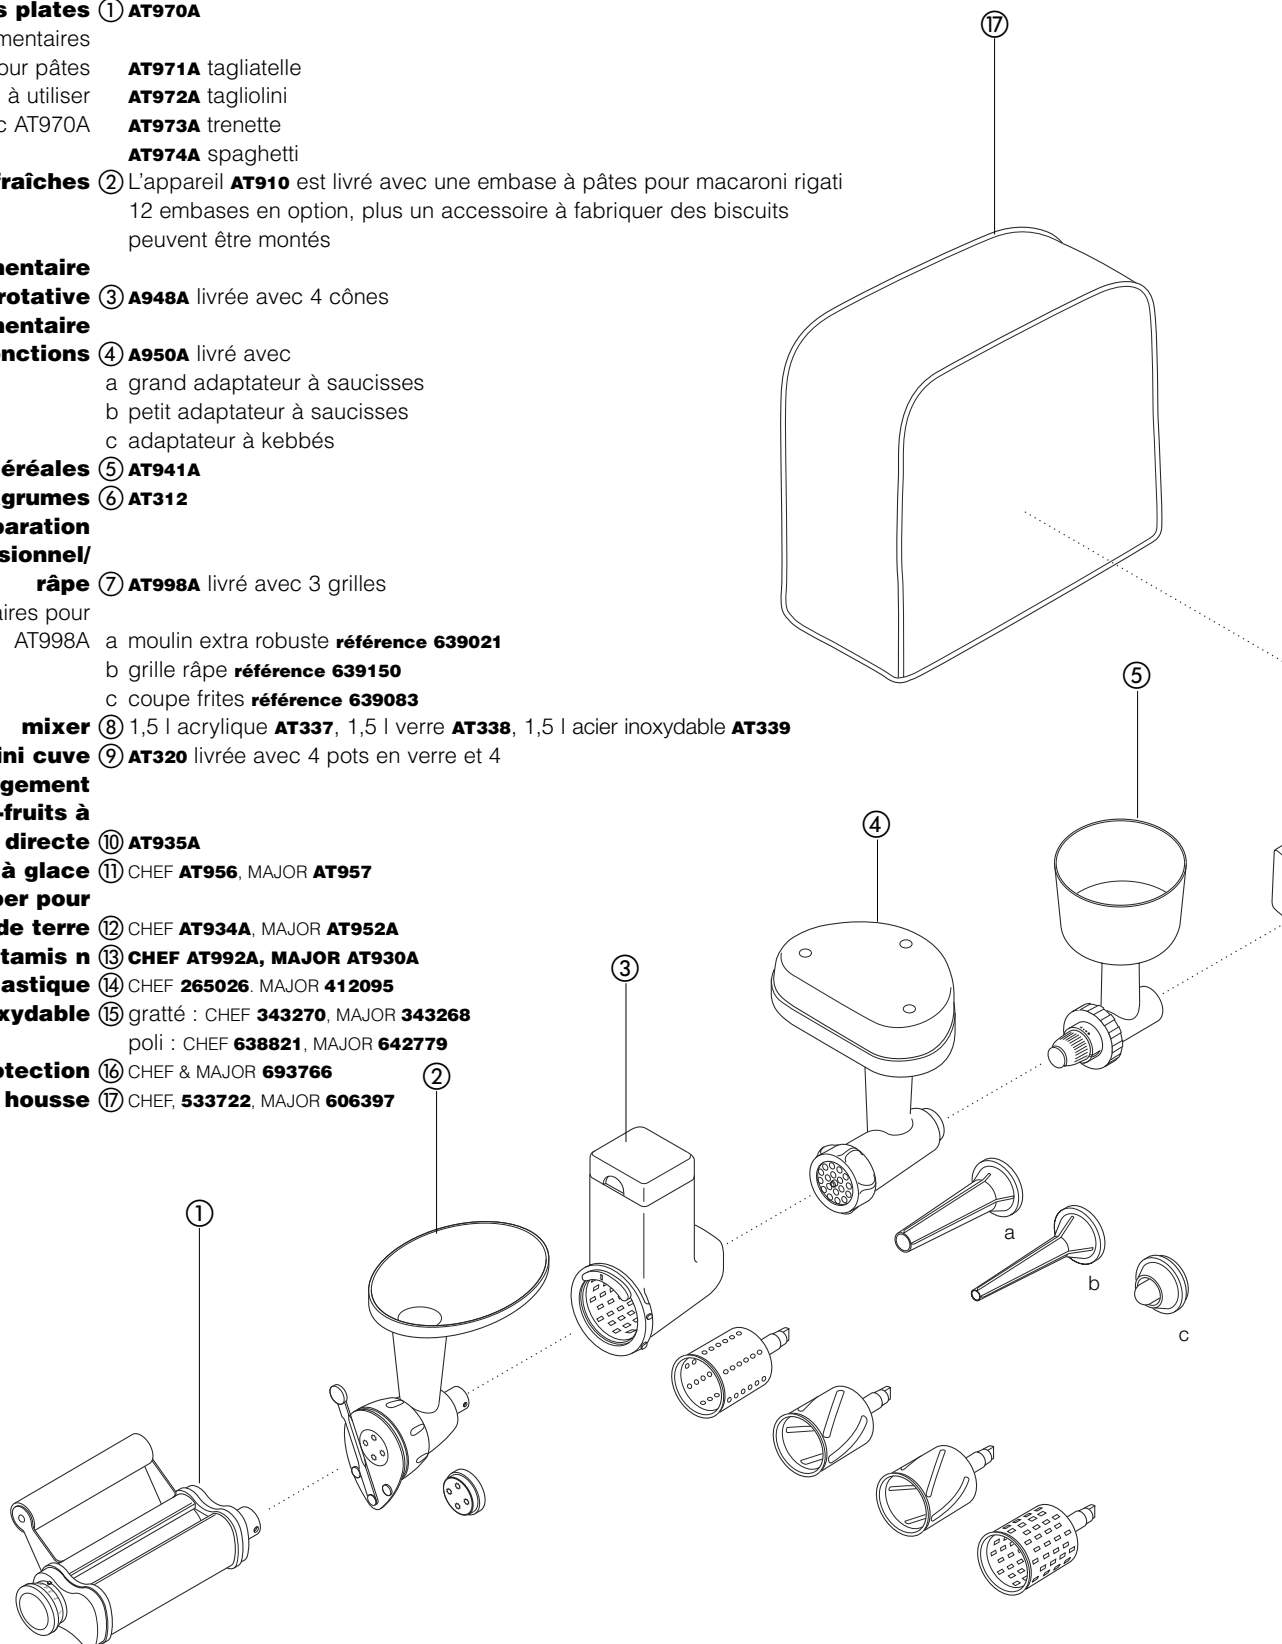 s plates ① AT970A
mentaires
our pâtes AT971A tagliatelle
à utiliser AT972A tagliolini
c AT970A AT973A trenette
AT974A spaghetti
raîches ② L'appareil AT910 est livré avec une embase à pâtes pour macaroni rigati
12 embases en option, plus un accessoire à fabriquer des biscuits
peuvent être montés
mentaire
rotative ③ A948A livrée avec 4 cônes
mentaire
nctions ④ A950A livré avec
a grand adaptateur à saucisses
b petit adaptateur à saucisses
c adaptateur à kebbés
éréales ⑤ AT941A
grumes ⑥ AT312
paration
sionnel/
râpe ⑦ AT998A livré avec 3 grilles
aires pour
AT998A a moulin extra robuste référence 639021
b grille râpe référence 639150
c coupe frites référence 639083
mixer ⑧ 1,5 l acrylique AT337, 1,5 l verre AT338, 1,5 l acier inoxydable AT339
ini cuve ⑨ AT320 livrée avec 4 pots en verre et 4
gement
-fruits à
directe ⑩ AT935A
à glace ⑪ CHEF AT956, MAJOR AT957
per pour
de terre ⑫ CHEF AT934A, MAJOR AT952A
tamis n ⑬ CHEF AT992A, MAJOR AT930A
astique ⑭ CHEF 265026. MAJOR 412095
xydable ⑮ gratté : CHEF 343270, MAJOR 343268
poli : CHEF 638821, MAJOR 642779
otection ⑯ CHEF & MAJOR 693766
housse ⑰ CHEF, 533722, MAJOR 606397
⑰
⑤
④
③
②
①
a
b
c